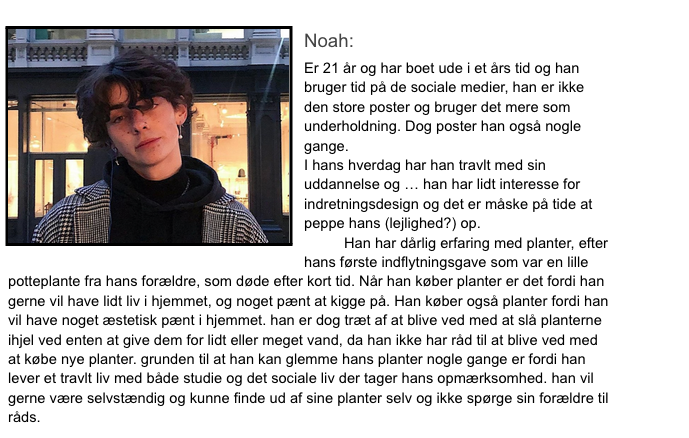 Noah:
Er 21 år og har boet ude i et års tid og han
bruger tid på de sociale medier, han er ikke
den store poster og bruger det mere som
underholdning. Dog poster han også nogle
gange.
I hans hverdag har han travlt med sin
uddannelse og … han har lidt interesse for
indretningsdesign og det er måske på tide at
peppe hans (lejlighed?) op.
Han har dårlig erfaring med planter, efter
hans første indflytningsgave som var en lille
potteplante fra hans forældre, som døde efter kort tid. Når han køber planter er det fordi han
gerne vil have lidt liv i hjemmet, og noget pænt at kigge på. Han køber også planter fordi han
vil have noget æstetisk pænt i hjemmet. han er dog træt af at blive ved med at slå planterne
ihjel ved enten at give dem for lidt eller meget vand, da han ikke har råd til at blive ved med
at købe nye planter. grunden til at han kan glemme hans planter nogle gange er fordi han
lever et travlt liv med både studie og det sociale liv der tager hans opmærksomhed. han vil
gerne være selvstændig og kunne finde ud af sine planter selv og ikke spørge sin forældre til
råds.